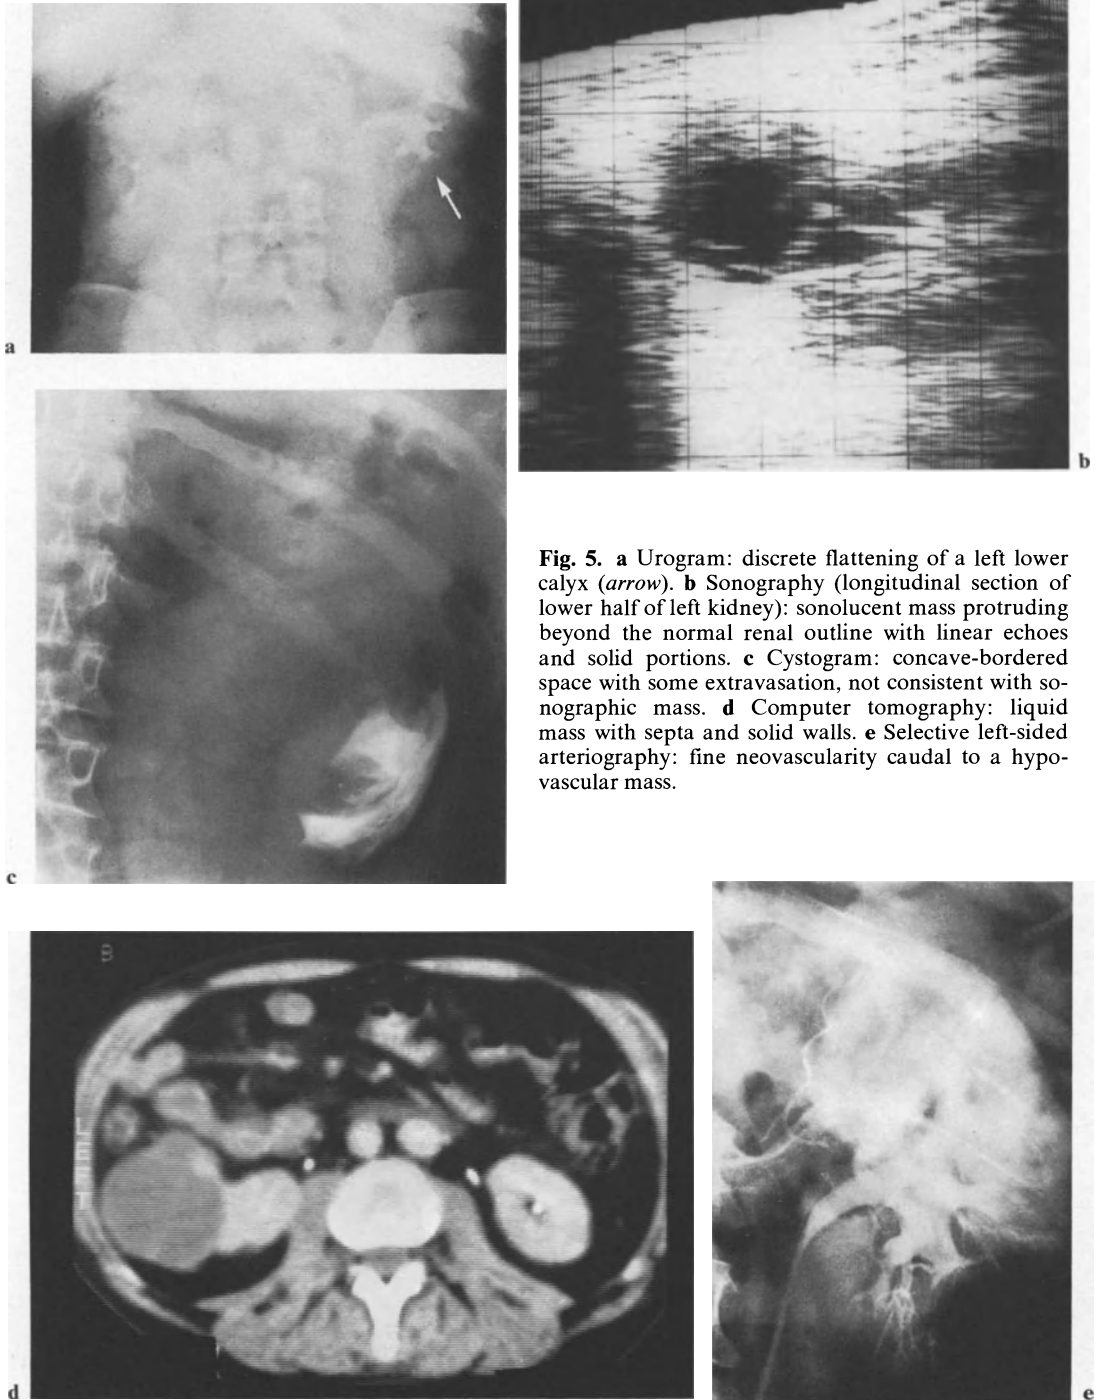 a
b
Fig. 5. a Urogram: discrete flattening of a left lower
calyx (arrow). b Sonography (longitudinal section of
lower half of left kidney): sonolucent mass protruding
beyond the normal renal outline with linear echoes
and solid portions. c Cystogram: concave-bordered
space with some extravasation, not consistent with so-
nographic mass. d Computer tomography: liquid
mass with septa and solid walls. e Selective left-sided
arteriography: fine neovascularity caudal to a hypo-
vascular mass.
c
d
e